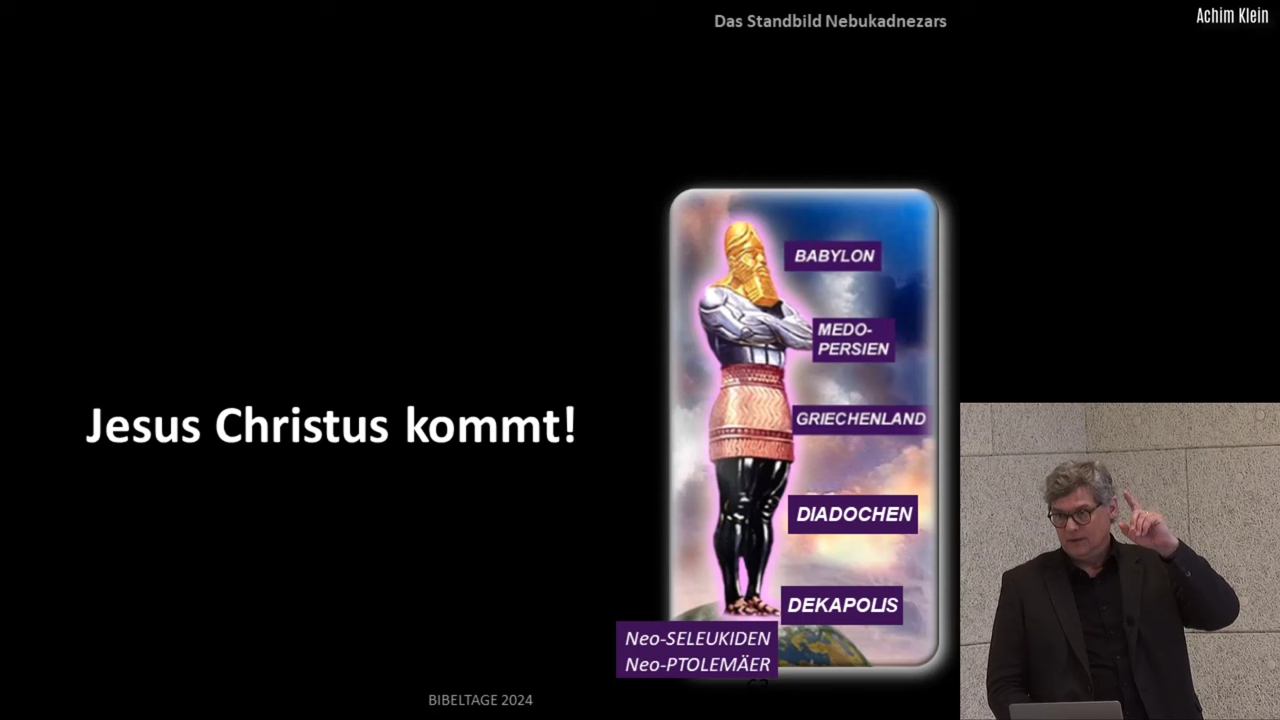 Das Standbild Nebukadnezars
Achim Klein
BABYLON
MEDO-
PERSIEN
GRIECHENLAND
Jesus Christus kommt!
DIADOCHEN
DEKAPOLIS
Neo-SELEUKIDEN
Neo-PTOLEMÄER
BIBELTAGE 2024